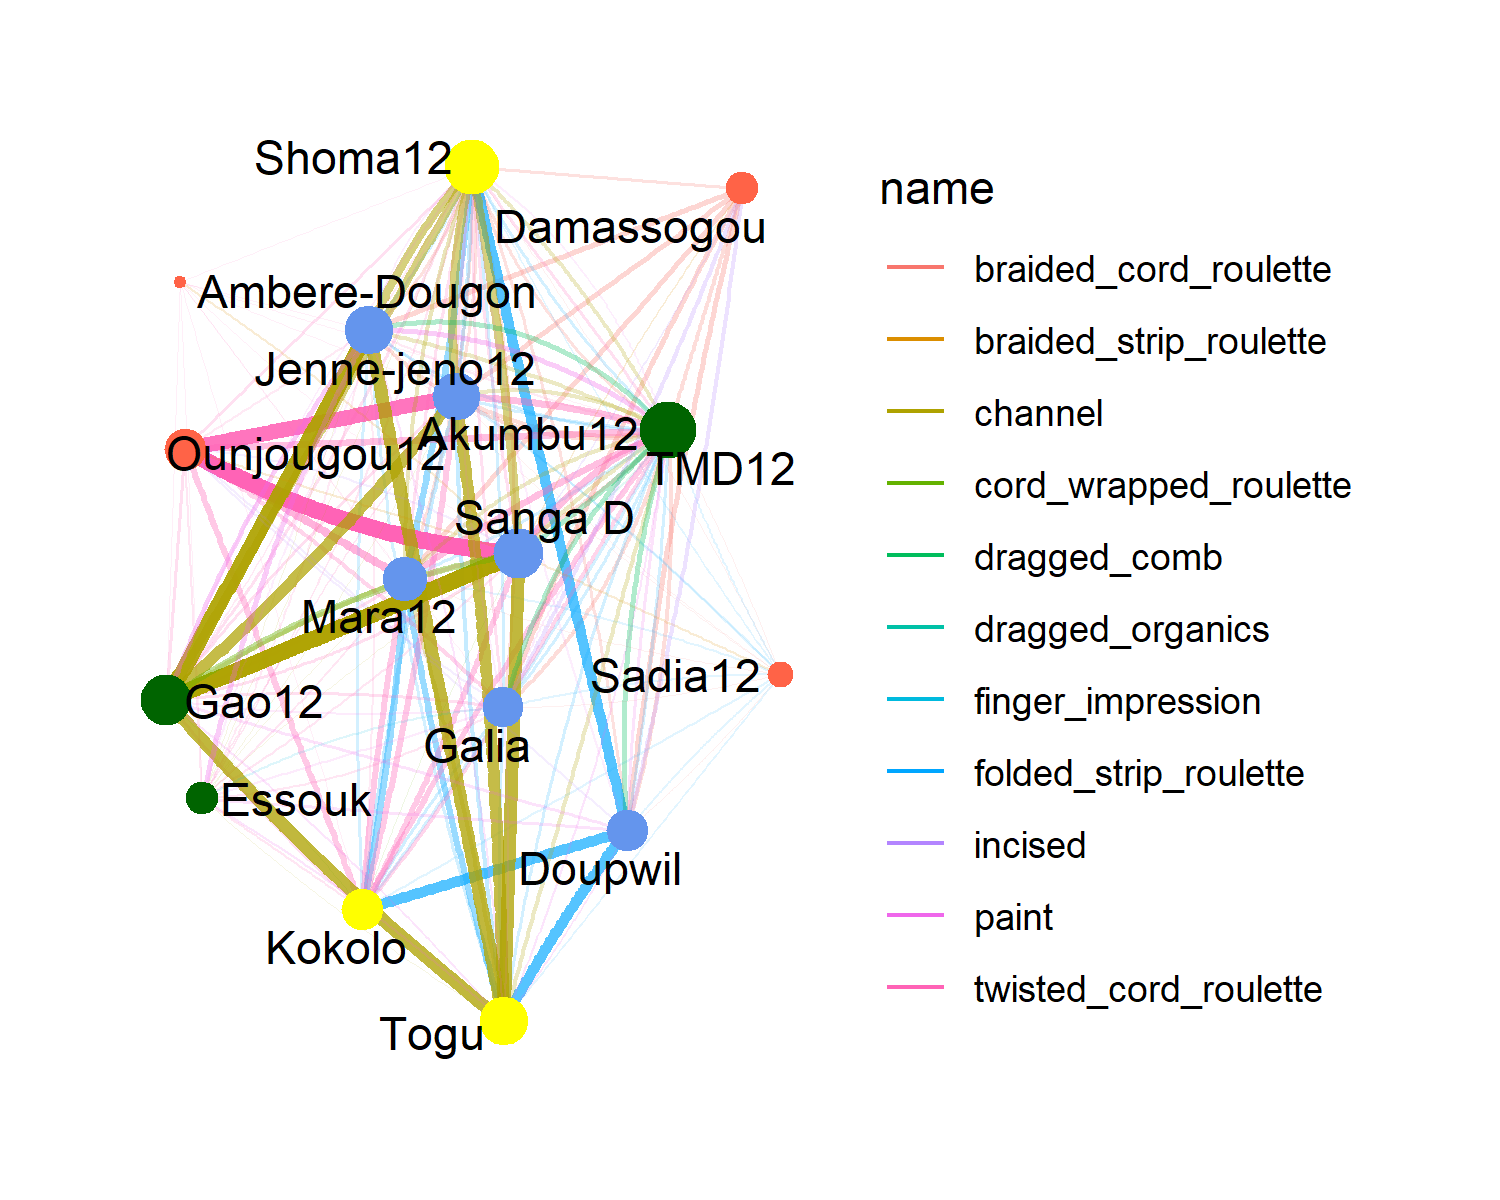 Shoma12
Damassogou
Ambere-Dougon
Jenne-jeno12
Akumbu12
Ounjougou12
TMD12
Sanga D
Mara12
Sadia12
Gao12
Galia
Essouk
Doupwil
Kokolo
Togu
name
braided_cord_roulette
braided_strip_roulette
channel
cord_wrapped_roulette
dragged_comb
dragged_organics
finger_impression
folded_strip_roulette
incised
paint
twisted_cord_roulette